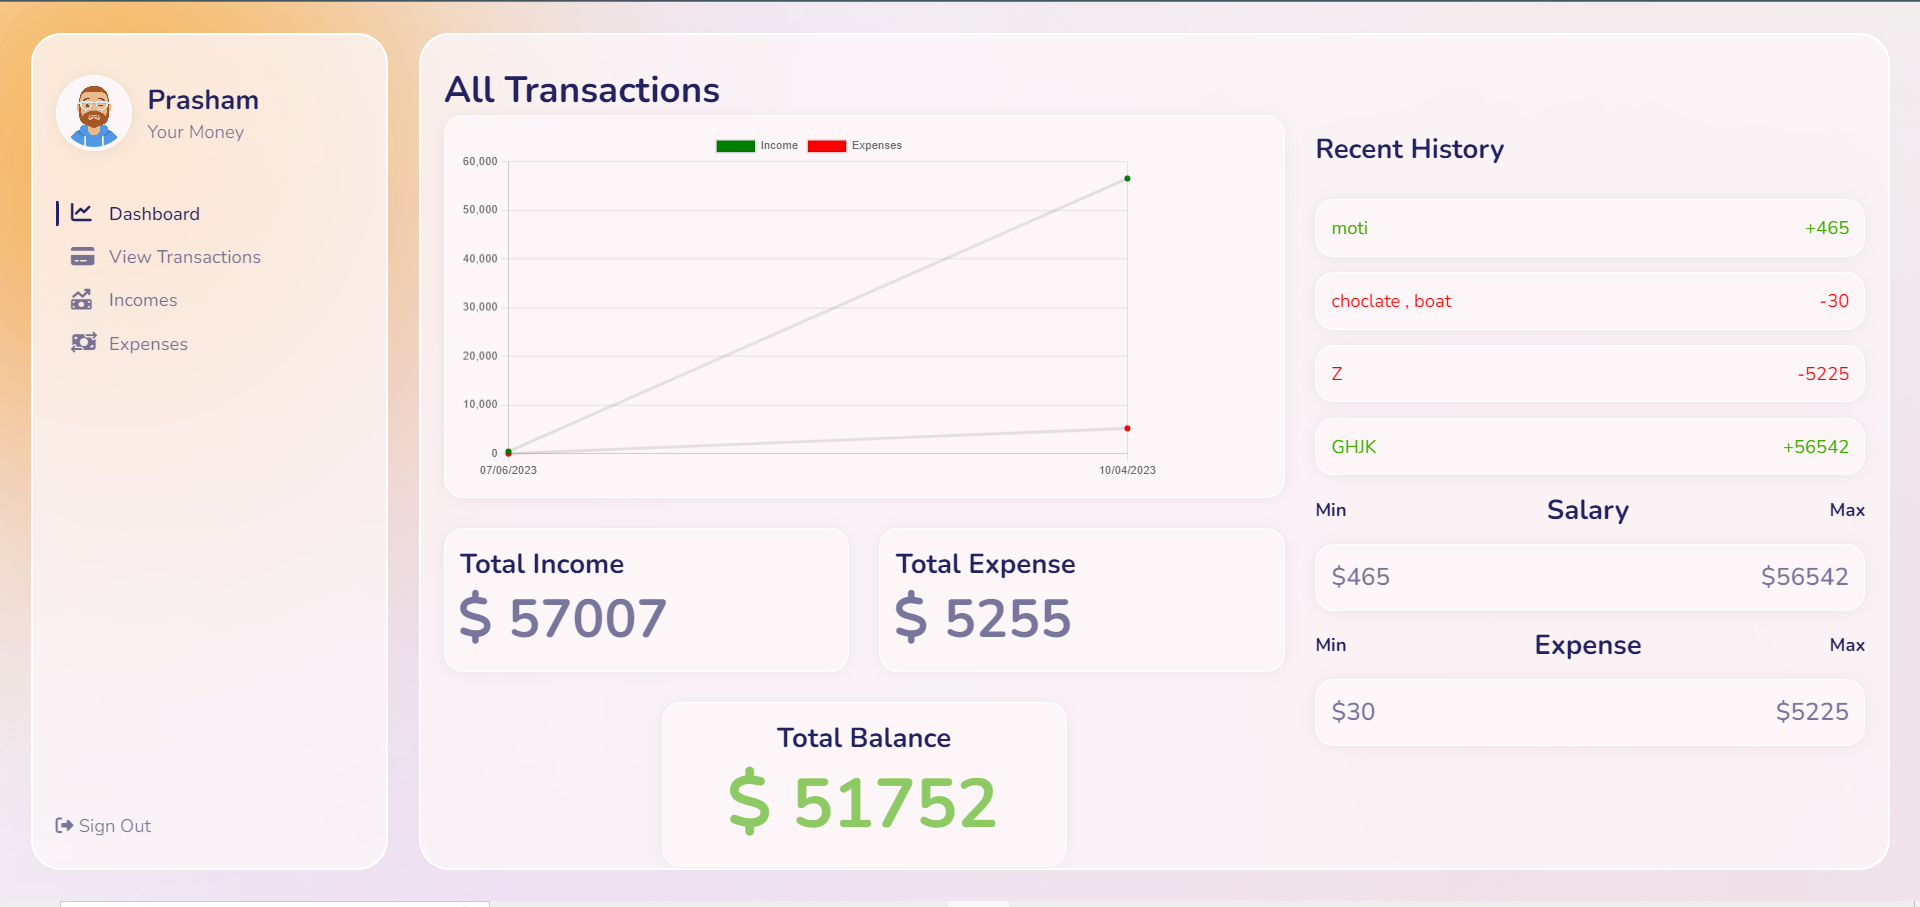 Prasham
Your Money
Dashboard
View Transactions
Incomes
Expenses
Sign Out
All Transactions
Income Expenses
60,000
50,000
40,000
30,000
20,000
10,000
0
07/06/2023 10/04/2023
Total Income
$ 57007
Total Expense
$ 5255
Total Balance
$ 51752
Recent History
moti +465
choclate , boat -30
Z -5225
GHJK +56542
Min Salary Max
$465 $56542
Min Expense Max
$30 $5225